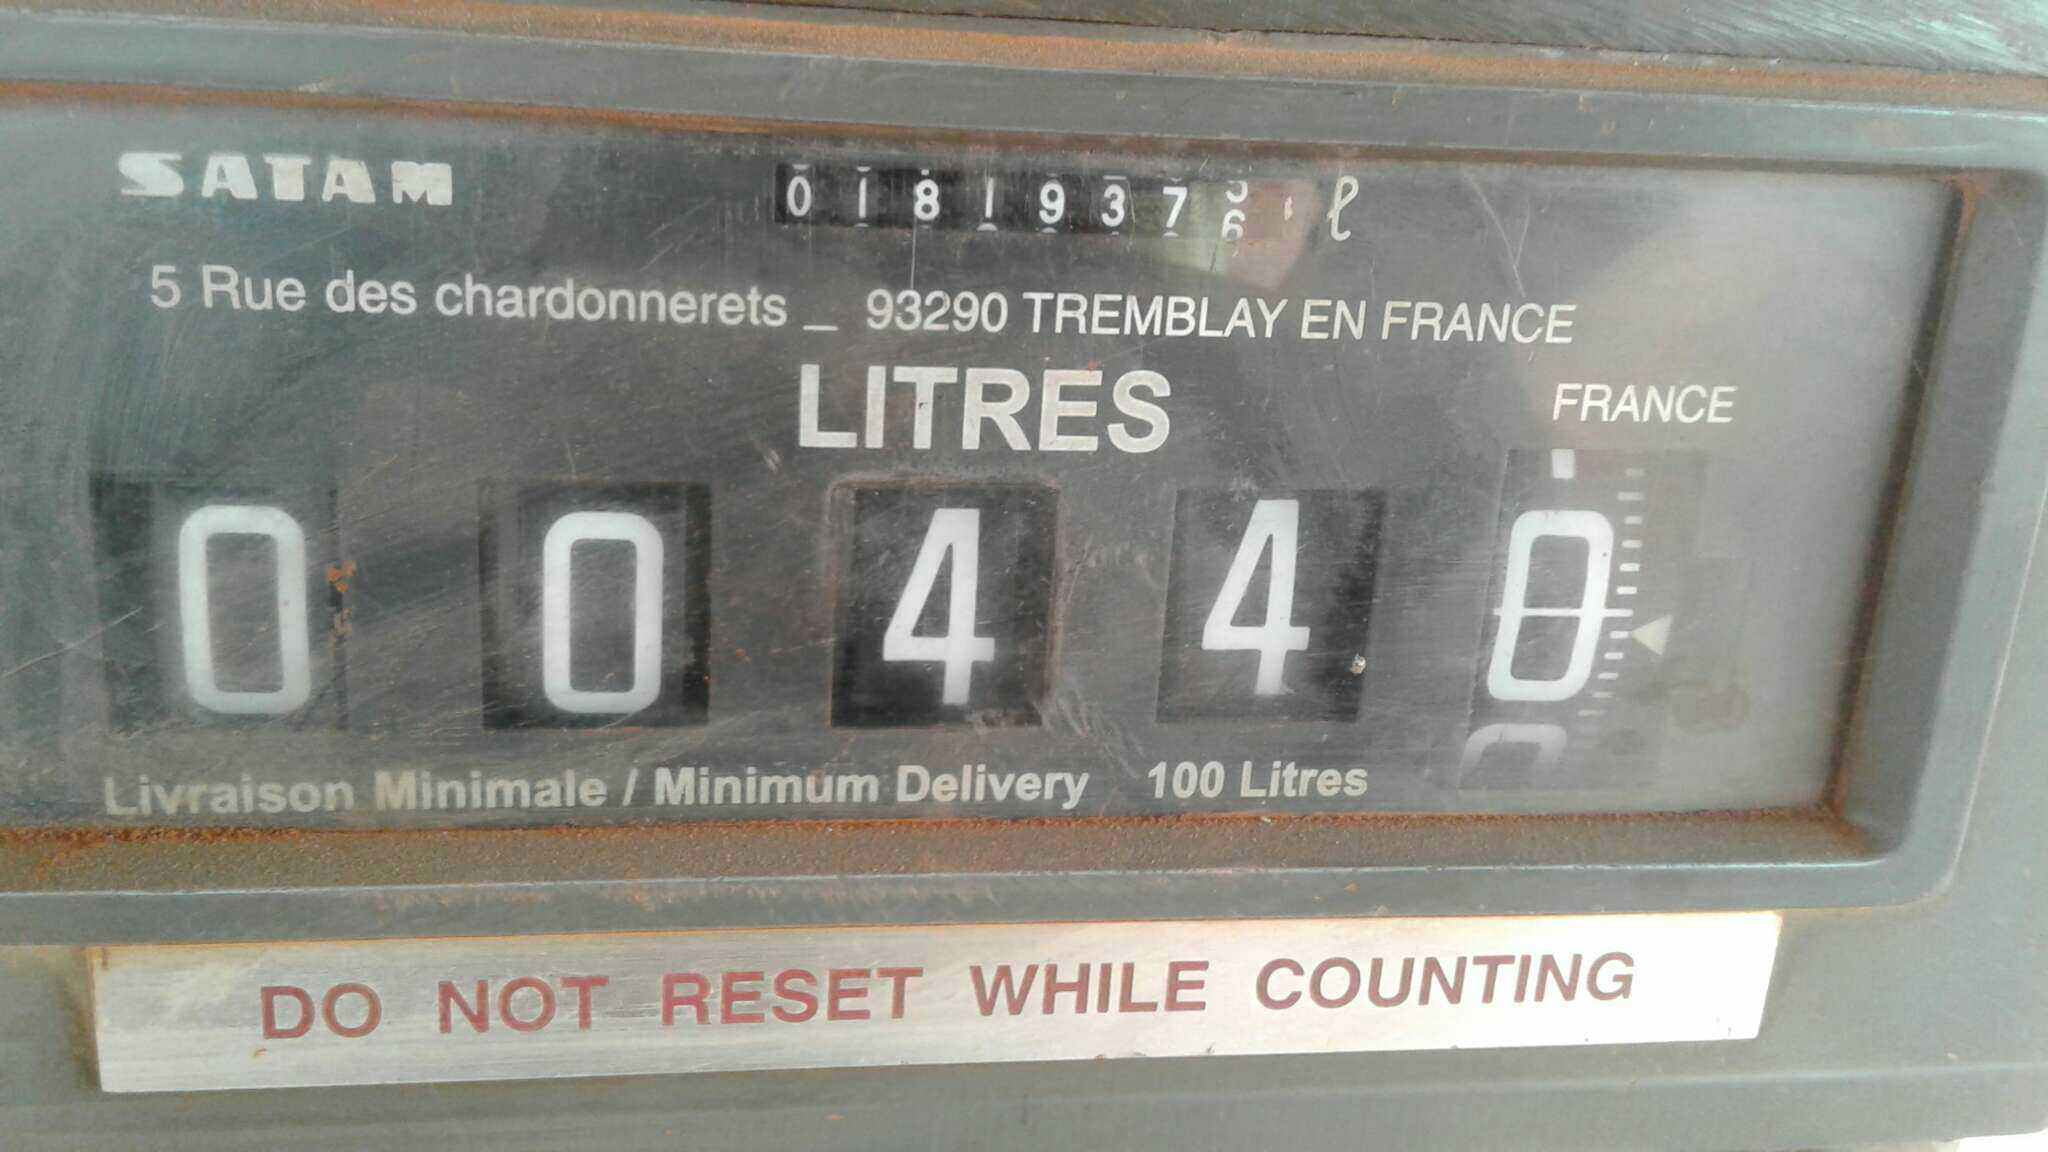 SATAM
0181937 ℓ
5 Rue des chardonnerets _ 93290 TREMBLAY EN FRANCE
LITRES
FRANCE
0 0 4 4 0
Livraison Minimale / Minimum Delivery 100 Litres
DO NOT RESET WHILE COUNTING